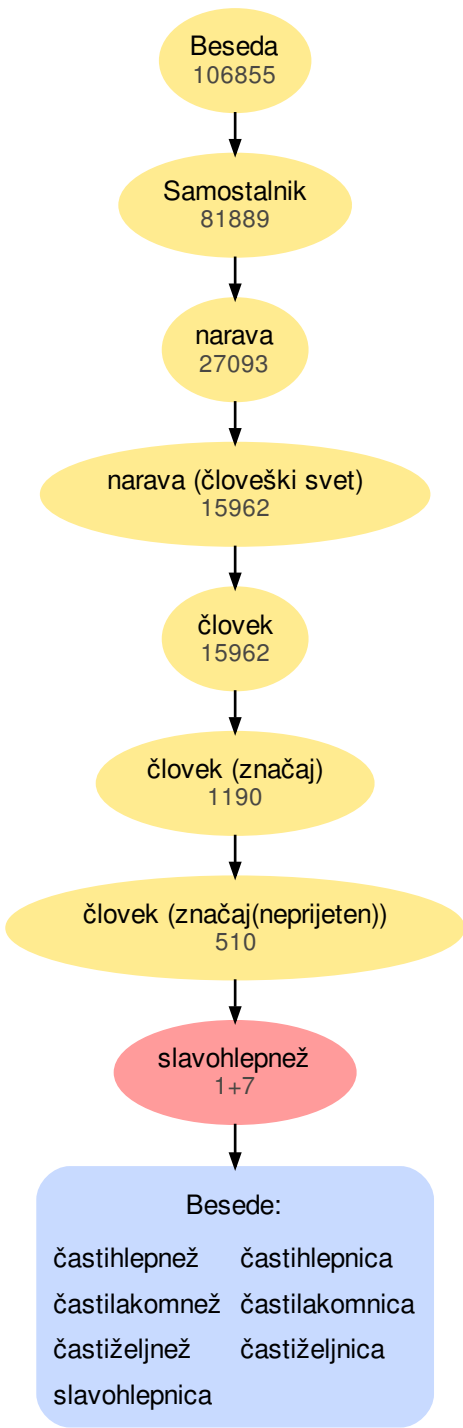 Beseda
106855
Samostalnik
81889
narava
27093
narava (človeški svet)
15962
človek
15962
človek (značaj)
1190
človek (značaj(neprijeten))
510
slavohlepnež
1+7
Besede:
častihlepnež častihlepnica
častilakomnež častilakomnica
častiželjnež častiželjnica
slavohlepnica